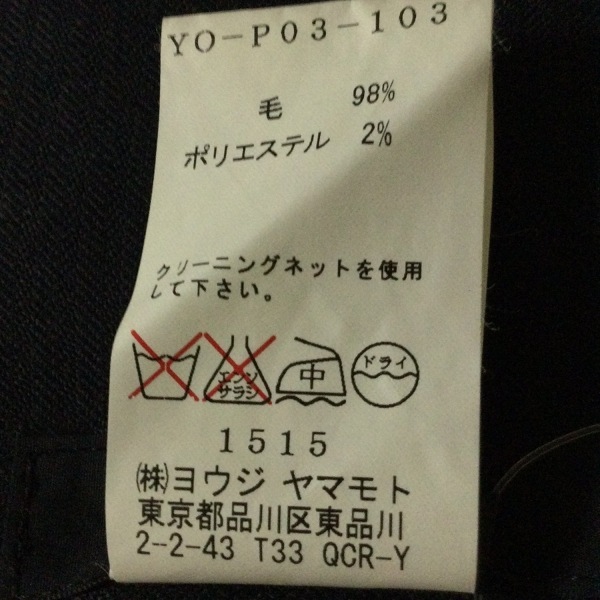 YO-P03-103
毛 98%
ポリエステル 2%
クリーニングネットを使用
して下さい。
エンソ
サラシ
中
ドライ
1515
㈱ヨウジ ヤマモト
東京都品川区東品川
2-2-43 T33 QCR-Y